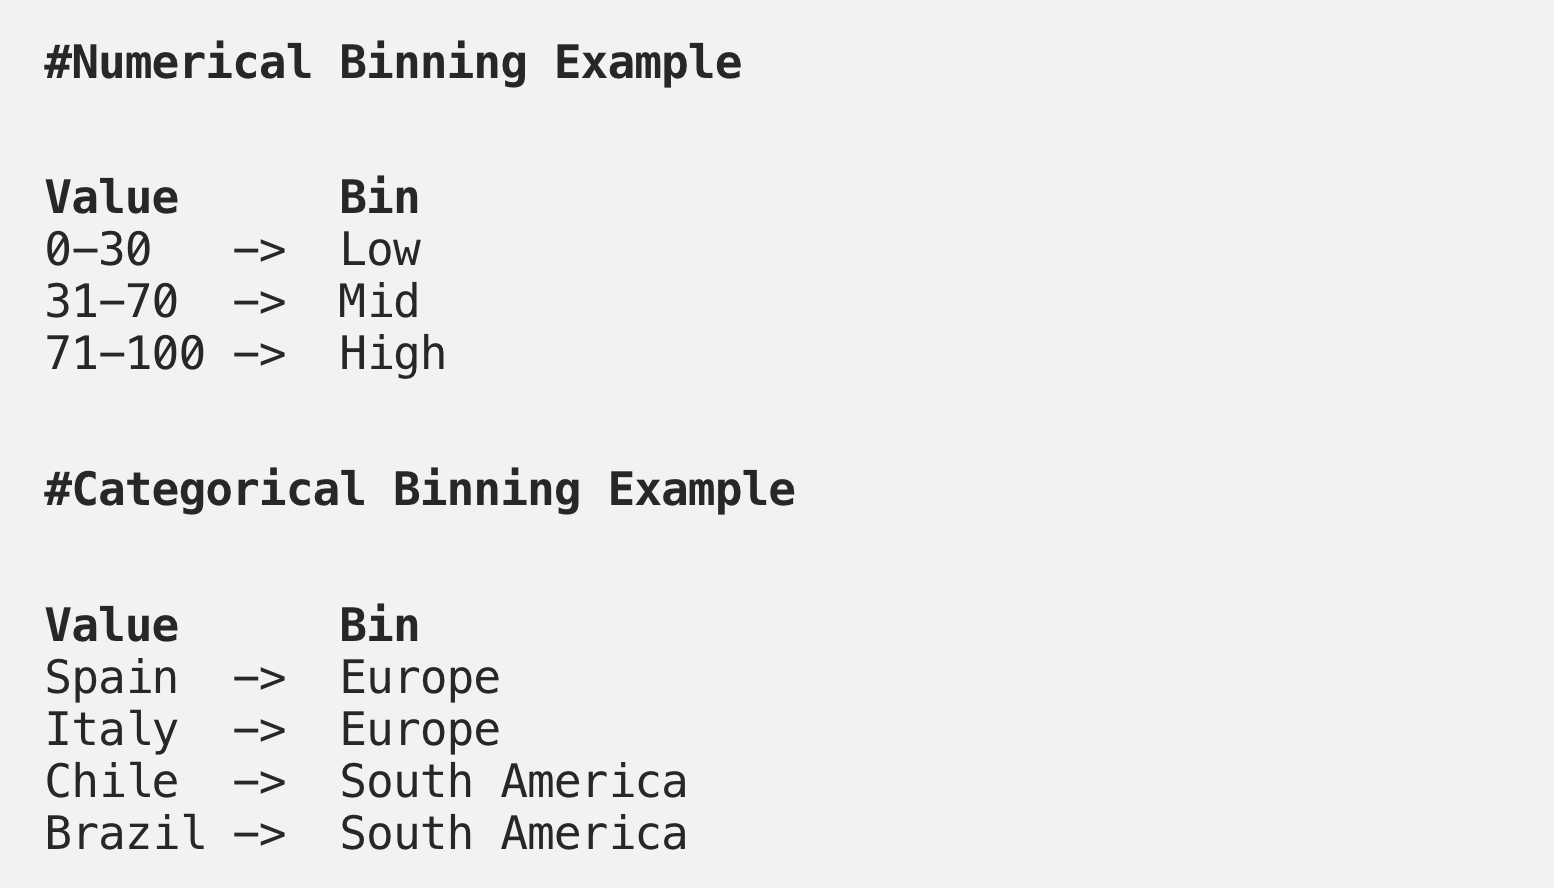 #Numerical Binning Example
Value      Bin
0–30   –>  Low
31–70  –>  Mid
71–100 –>  High
#Categorical Binning Example
Value      Bin
Spain  –>  Europe
Italy  –>  Europe
Chile  –>  South America
Brazil –>  South America